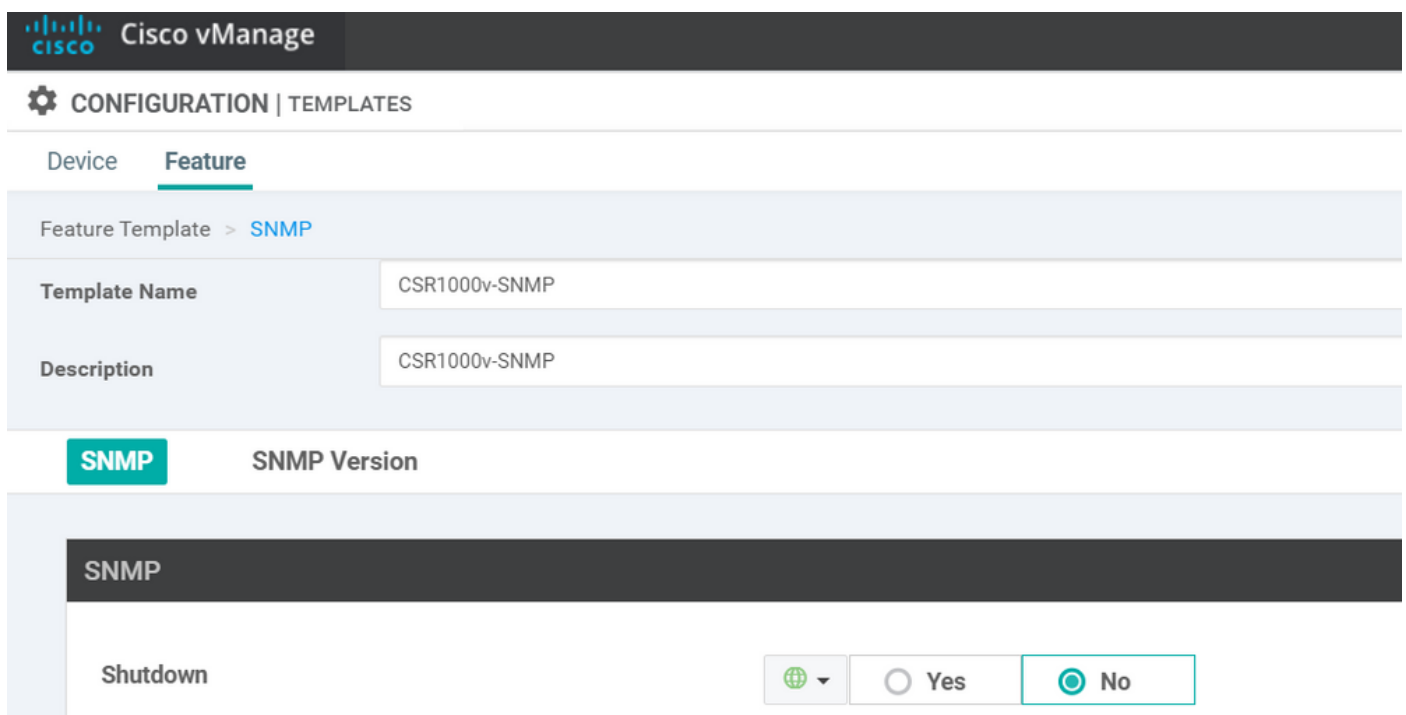 CISCO Cisco vManage
CONFIGURATION | TEMPLATES
Device Feature
Feature Template > SNMP
Template Name CSR1000v-SNMP
Description CSR1000v-SNMP
SNMP SNMP Version
SNMP
Shutdown Yes No